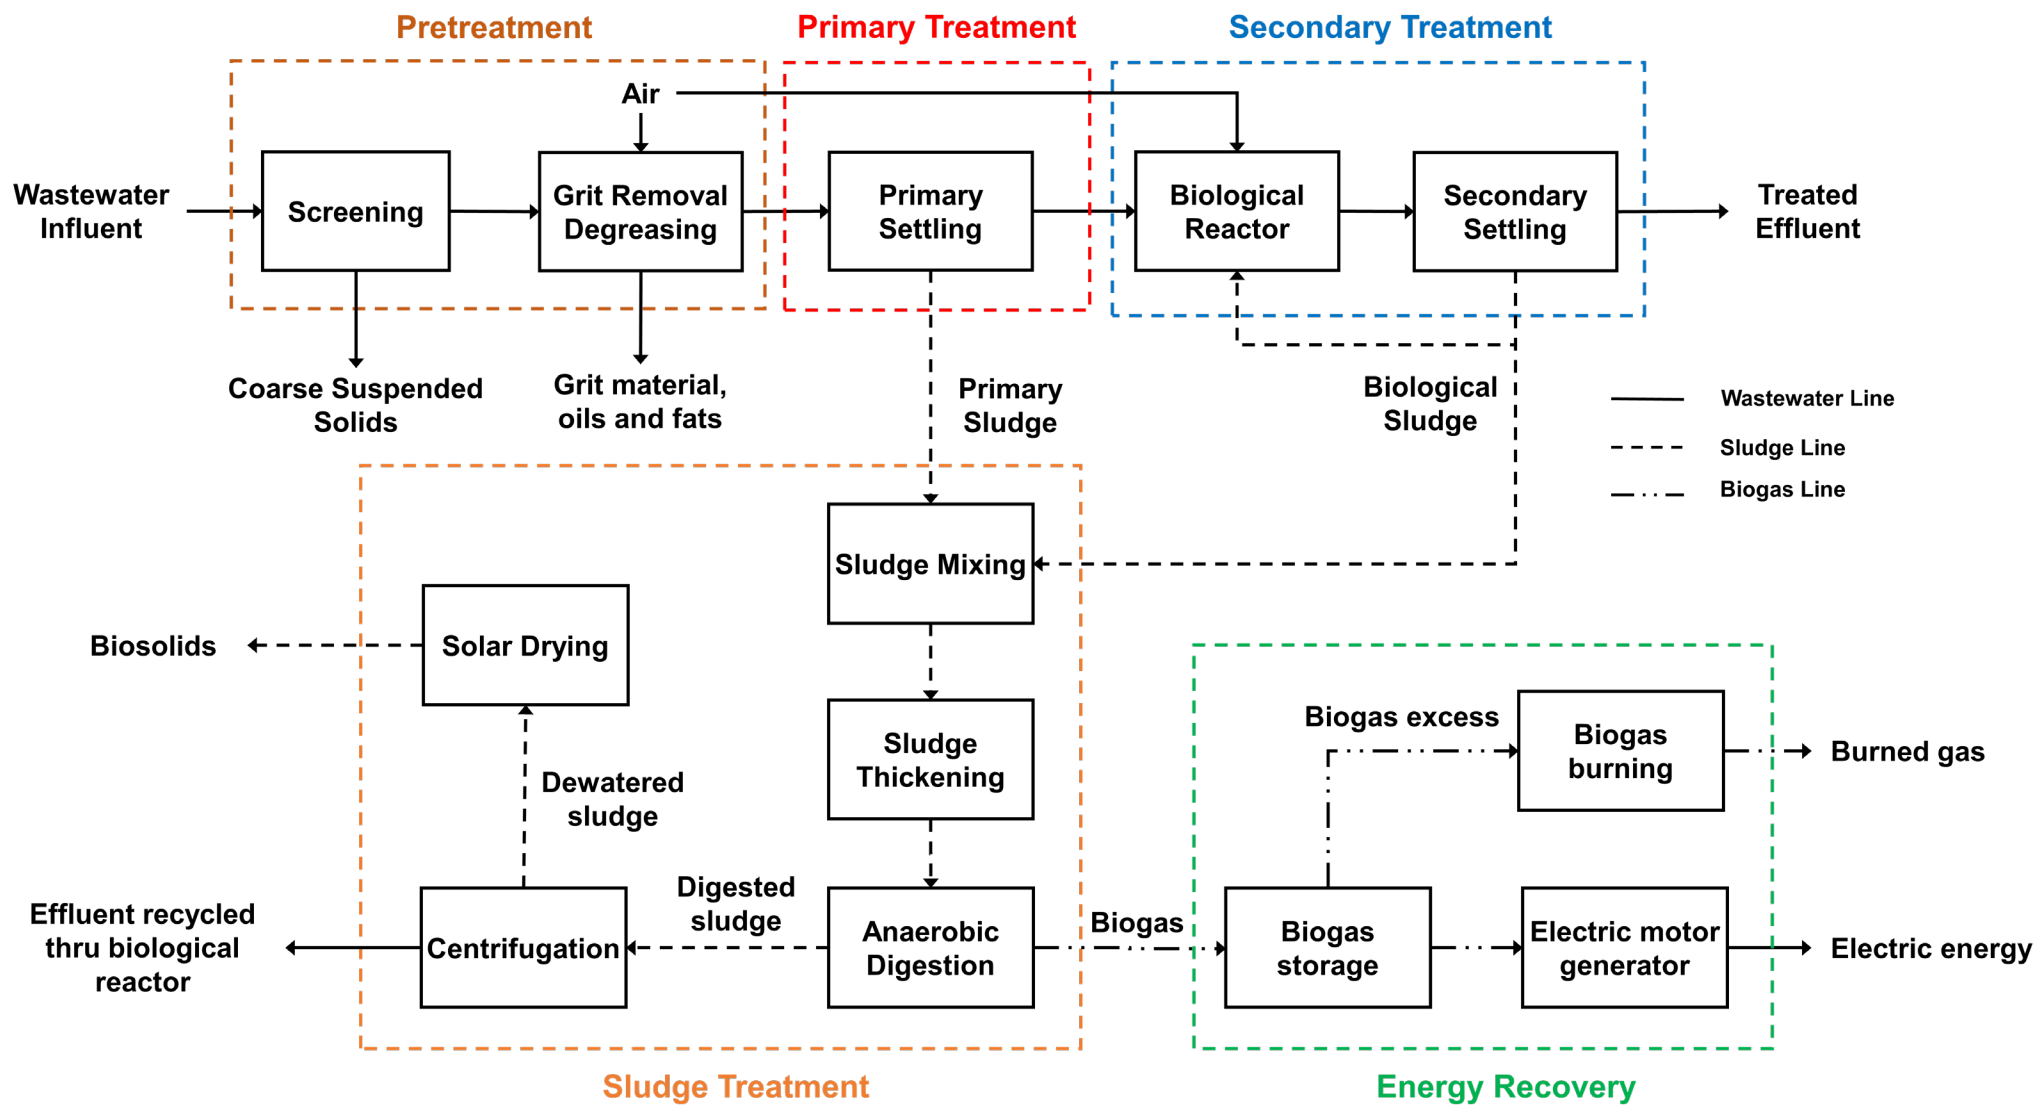 Pretreatment
Primary Treatment
Secondary Treatment
Air
Wastewater
Influent
Screening
Grit Removal
Degreasing
Primary
Settling
Biological
Reactor
Secondary
Settling
Treated
Effluent
Coarse Suspended
Solids
Grit material,
oils and fats
Primary
Sludge
Biological
Sludge
Wastewater Line
Sludge Line
Biogas Line
Sludge Mixing
Biosolids
Solar Drying
Sludge
Thickening
Dewatered
sludge
Biogas excess
Biogas
burning
Burned gas
Effluent recycled
thru biological
reactor
Centrifugation
Digested
sludge
Anaerobic
Digestion
Biogas
Biogas
storage
Electric motor
generator
Electric energy
Sludge Treatment
Energy Recovery